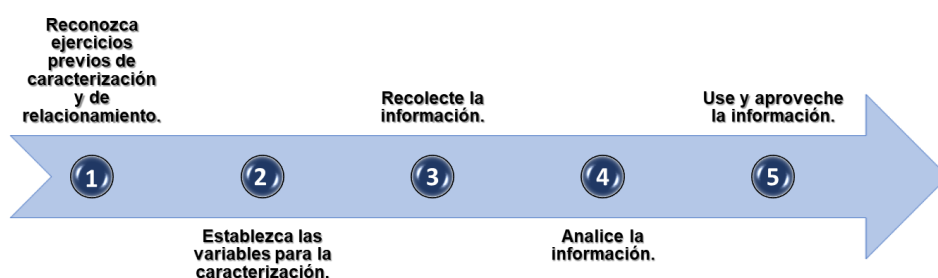 Reconozca
ejercicios
previos de
caracterización
y de
relacionamiento.
1
2
Establezca las
variables para la
caracterización.
Recolecte la
información.
3
4
Analice la
información.
Use y aproveche
la información.
5